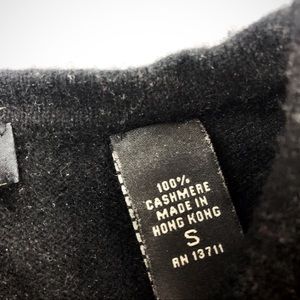 100%
CASHMERE
MADE IN
HONG KONG
S
RN 13711